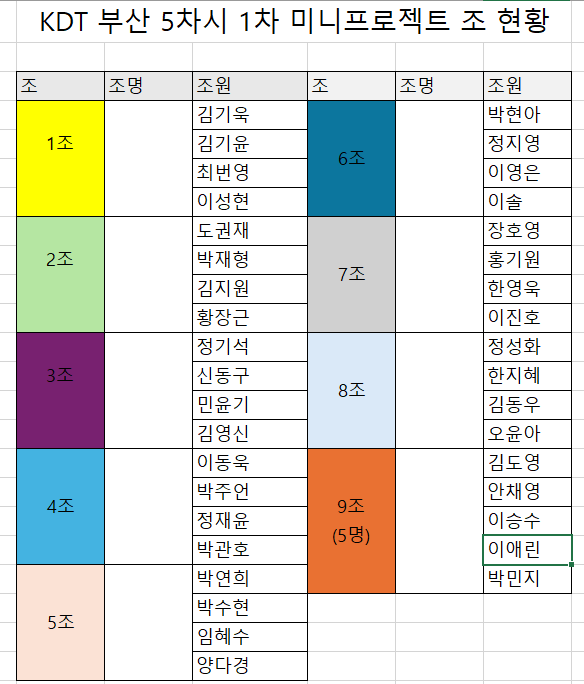 KDT 부산 5차시 1차 미니프로젝트 조 현황
조 조명 조원 조 조명 조원
1조
김기욱
김기윤
최번영
이성현
2조
도권재
박재형
김지원
황장근
3조
정기석
신동구
민윤기
김영신
4조
이동욱
박주언
정재윤
박관호
5조
박연희
박수현
임혜수
양다경
6조
박현아
정지영
이영은
이솔
7조
장호영
홍기원
한영욱
이진호
8조
정성화
한지혜
김동우
오윤아
9조
(5명)
김도영
안채영
이승수
이애린
박민지